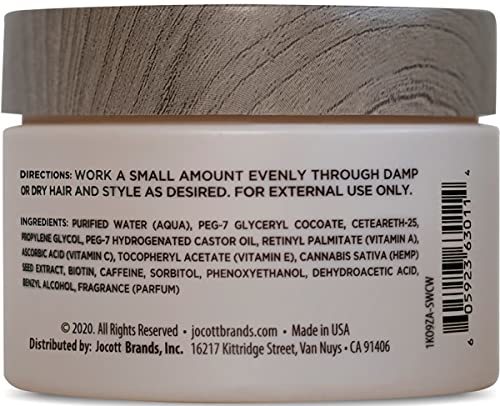 DIRECTIONS: WORK A SMALL AMOUNT EVENLY THROUGH DAMP
OR DRY HAIR AND STYLE AS DESIRED. FOR EXTERNAL USE ONLY.
INGREDIENTS: PURIFIED WATER (AQUA), PEG-7 GLYCERYL COCOATE, CETEARETH-25,
PROPYLENE GLYCOL, PEG-7 HYDROGENATED CASTOR OIL, RETINYL PALMITATE (VITAMIN A),
ASCORBIC ACID (VITAMIN C), TOCOPHERYL ACETATE (VITAMIN E), CANNABIS SATIVA (HEMP)
SEED EXTRACT, BIOTIN, CAFFEINE, SORBITOL, PHENOXYETHANOL, DEHYDROACETIC ACID,
BENZYL ALCOHOL, FRAGRANCE (PARFUM)
© 2020. All Rights Reserved • jocottbrands.com • Made in USA
Distributed by: Jocott Brands, Inc. 16217 Kittridge Street, Van Nuys • CA 91406
1KO9ZA-SWCW
6 05923 63011 4